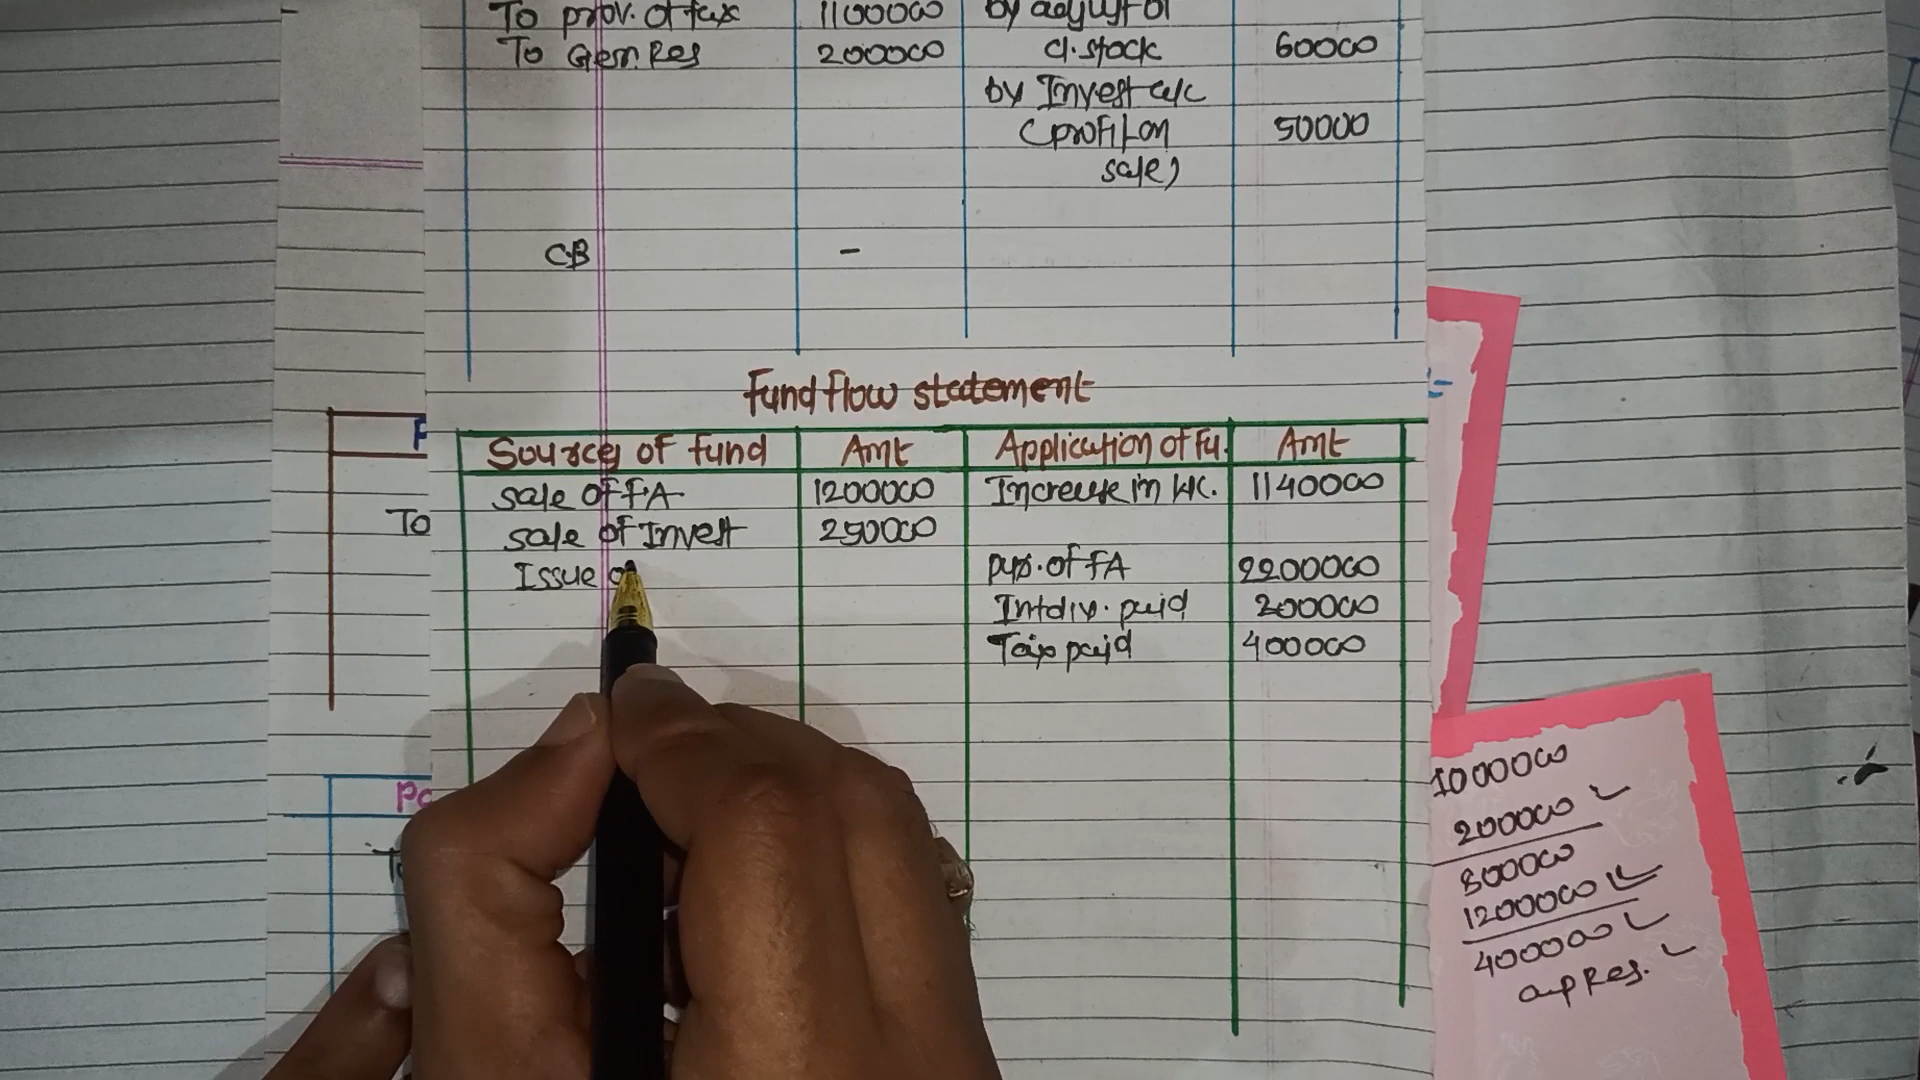 To prov. of tax 1100000 by adjust of
To Gen. Res 200000 cl. stock 60000
by Invest a/c
(profit on 50000
sale)
CB -
Fund flow statement
Sources of fund Amt Application of Fu. Amt
Sale of F.A 1200000 Increase in W.C. 1140000
Sale of Invest 250000
Issue of pur. of FA 2200000
Int div. paid 200000
Tax paid 400000
To
1000000
200000
800000
1200000
400000
cap Res.